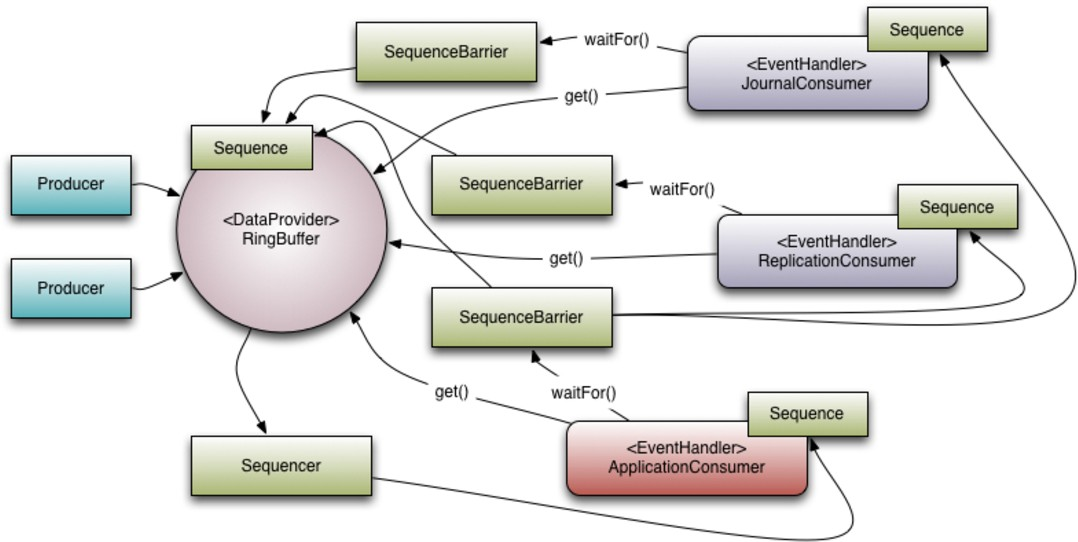 Sequence
SequenceBarrier
waitFor()
<EventHandler>
JournalConsumer
get()
Sequence
Producer
SequenceBarrier
waitFor()
Sequence
<DataProvider>
RingBuffer
<EventHandler>
ReplicationConsumer
get()
Producer
SequenceBarrier
get()
waitFor()
Sequence
<EventHandler>
ApplicationConsumer
Sequencer